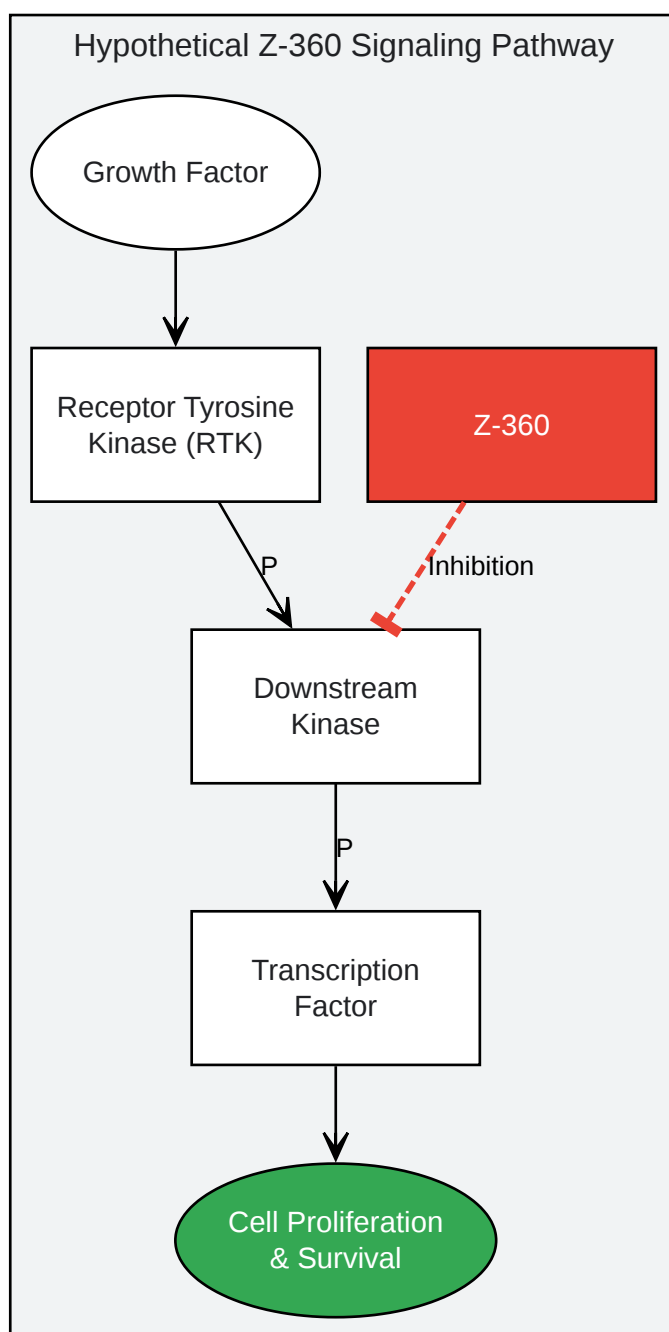 Hypothetical Z-360 Signaling Pathway
Growth Factor
Receptor Tyrosine
Kinase (RTK)
Z-360
P
Inhibition
Downstream
Kinase
P
Transcription
Factor
Cell Proliferation
& Survival